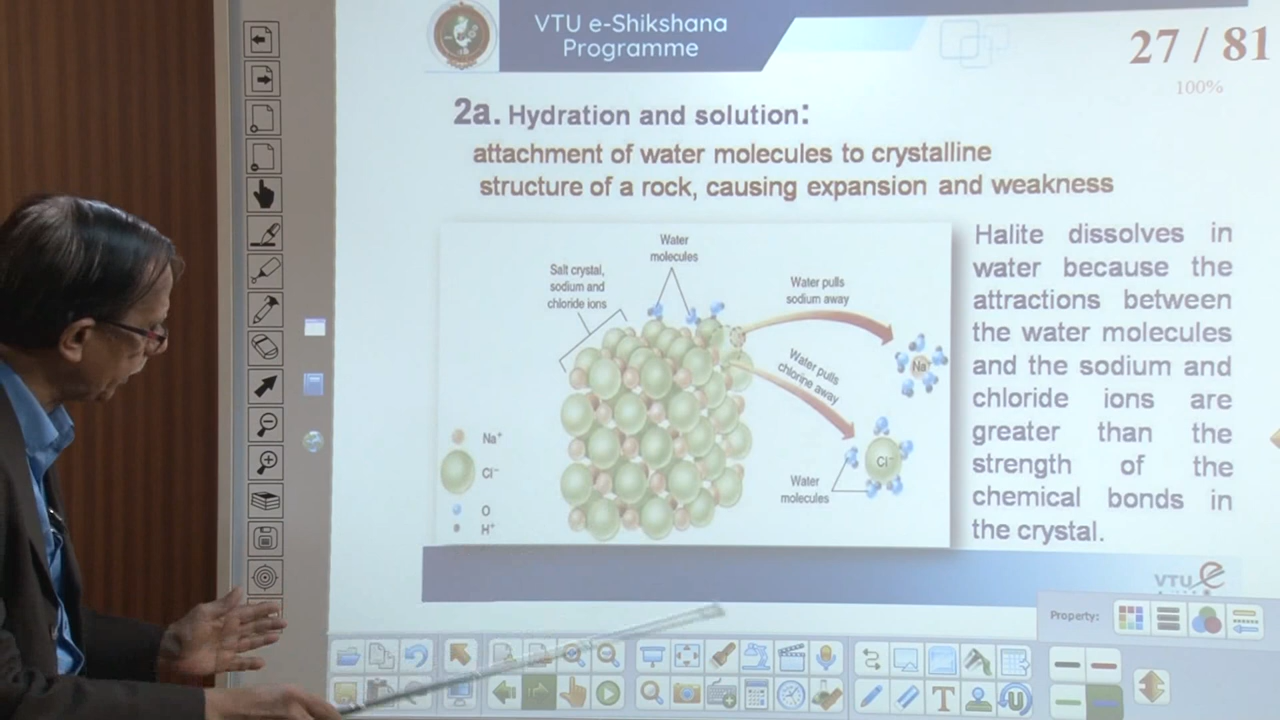 VTU e-Shikshana
Programme
27 / 81
100%
2a. Hydration and solution:
attachment of water molecules to crystalline
structure of a rock, causing expansion and weakness
Water
molecules
Salt crystal,
sodium and
chloride ions
Water pulls
sodium away
Water pulls
chlorine away
Na
Cl⁻
Water
molecules
Na⁺
Cl⁻
O
H⁺
Halite dissolves in
water because the
attractions between
the water molecules
and the sodium and
chloride ions are
greater than the
strength of the
chemical bonds in
the crystal.
VTU e
Property:
T